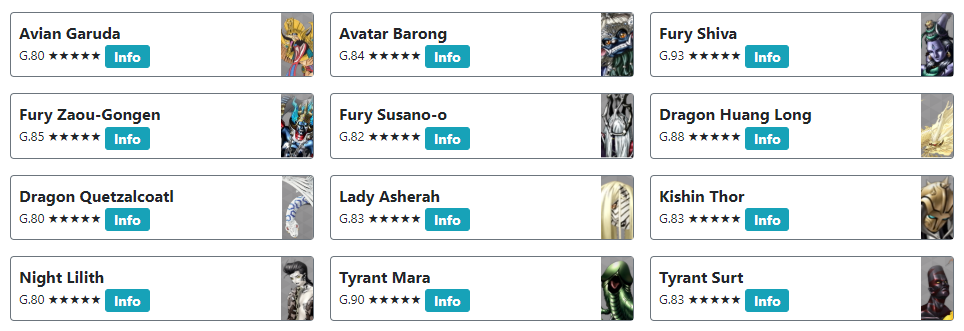 Avian Garuda
G.80 ★★★★★ Info
Avatar Barong
G.84 ★★★★★ Info
Fury Shiva
G.93 ★★★★★ Info
Fury Zaou-Gongen
G.85 ★★★★★ Info
Fury Susano-o
G.82 ★★★★★ Info
Dragon Huang Long
G.88 ★★★★★ Info
Dragon Quetzalcoatl
G.80 ★★★★★ Info
Lady Asherah
G.83 ★★★★★ Info
Kishin Thor
G.83 ★★★★★ Info
Night Lilith
G.80 ★★★★★ Info
Tyrant Mara
G.90 ★★★★★ Info
Tyrant Surt
G.83 ★★★★★ Info